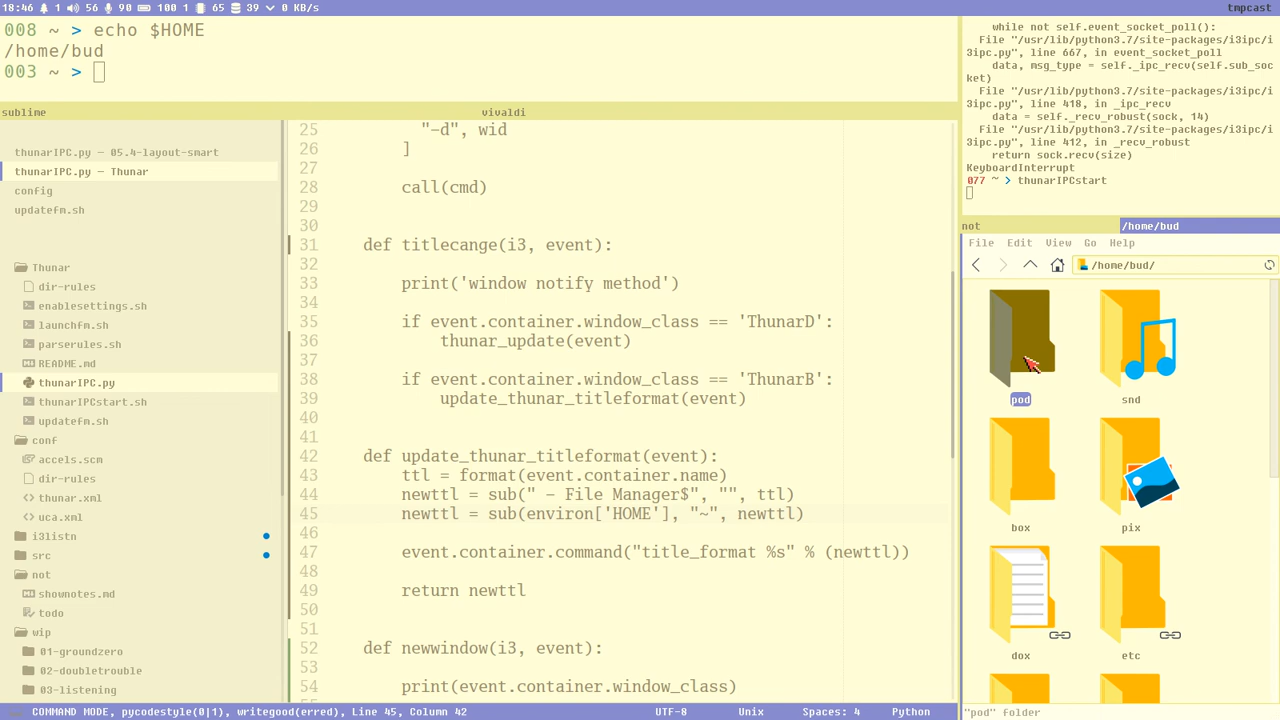 18:46 1 56 90 100 1 65 39 0 KB/s
tmpcast
008 ~ > echo $HOME
/home/bud
003 ~ >
while not self.event_socket_poll():
File "/usr/lib/python3.7/site-packages/i3ipc/i
3ipc.py", line 667, in event_socket_poll
data, msg_type = self._ipc_recv(self.sub_soc
ket)
File "/usr/lib/python3.7/site-packages/i3ipc/i
3ipc.py", line 418, in _ipc_recv
data = self._recv_robust(sock, 14)
File "/usr/lib/python3.7/site-packages/i3ipc/i
3ipc.py", line 412, in _recv_robust
return sock.recv(size)
KeyboardInterrupt
077 ~ > thunarIPCstart
sublime
vivaldi
thunarIPC.py — 05.4-layout-smart
thunarIPC.py — Thunar
config
updatefm.sh
Thunar
dir-rules
enablesettings.sh
launchfm.sh
parserules.sh
README.md
thunarIPC.py
thunarIPCstart.sh
updatefm.sh
conf
accels.scm
dir-rules
thunar.xml
uca.xml
i3listn
src
not
shownotes.md
todo
wip
01-groundzero
02-doubletrouble
03-listening
25 "-d", wid
26 ]
27
28 call(cmd)
29
30
31 def titlecange(i3, event):
32
33 print('window notify method')
34
35 if event.container.window_class == 'ThunarD':
36 thunar_update(event)
37
38 if event.container.window_class == 'ThunarB':
39 update_thunar_titleformat(event)
40
41
42 def update_thunar_titleformat(event):
43 ttl = format(event.container.name)
44 newttl = sub(" - File Manager$", "", ttl)
45 newttl = sub(environ['HOME'], "~", newttl)
46
47 event.container.command("title_format %s" % (newttl))
48
49 return newttl
50
51
52 def newwindow(i3, event):
53
54 print(event.container.window_class)
not
/home/bud
File Edit View Go Help
/home/bud/
pod
snd
box
pix
dox
etc
"pod" folder
COMMAND MODE, pycodestyle(0|1), writegood(erred), Line 45, Column 42
UTF-8
Unix
Spaces: 4
Python